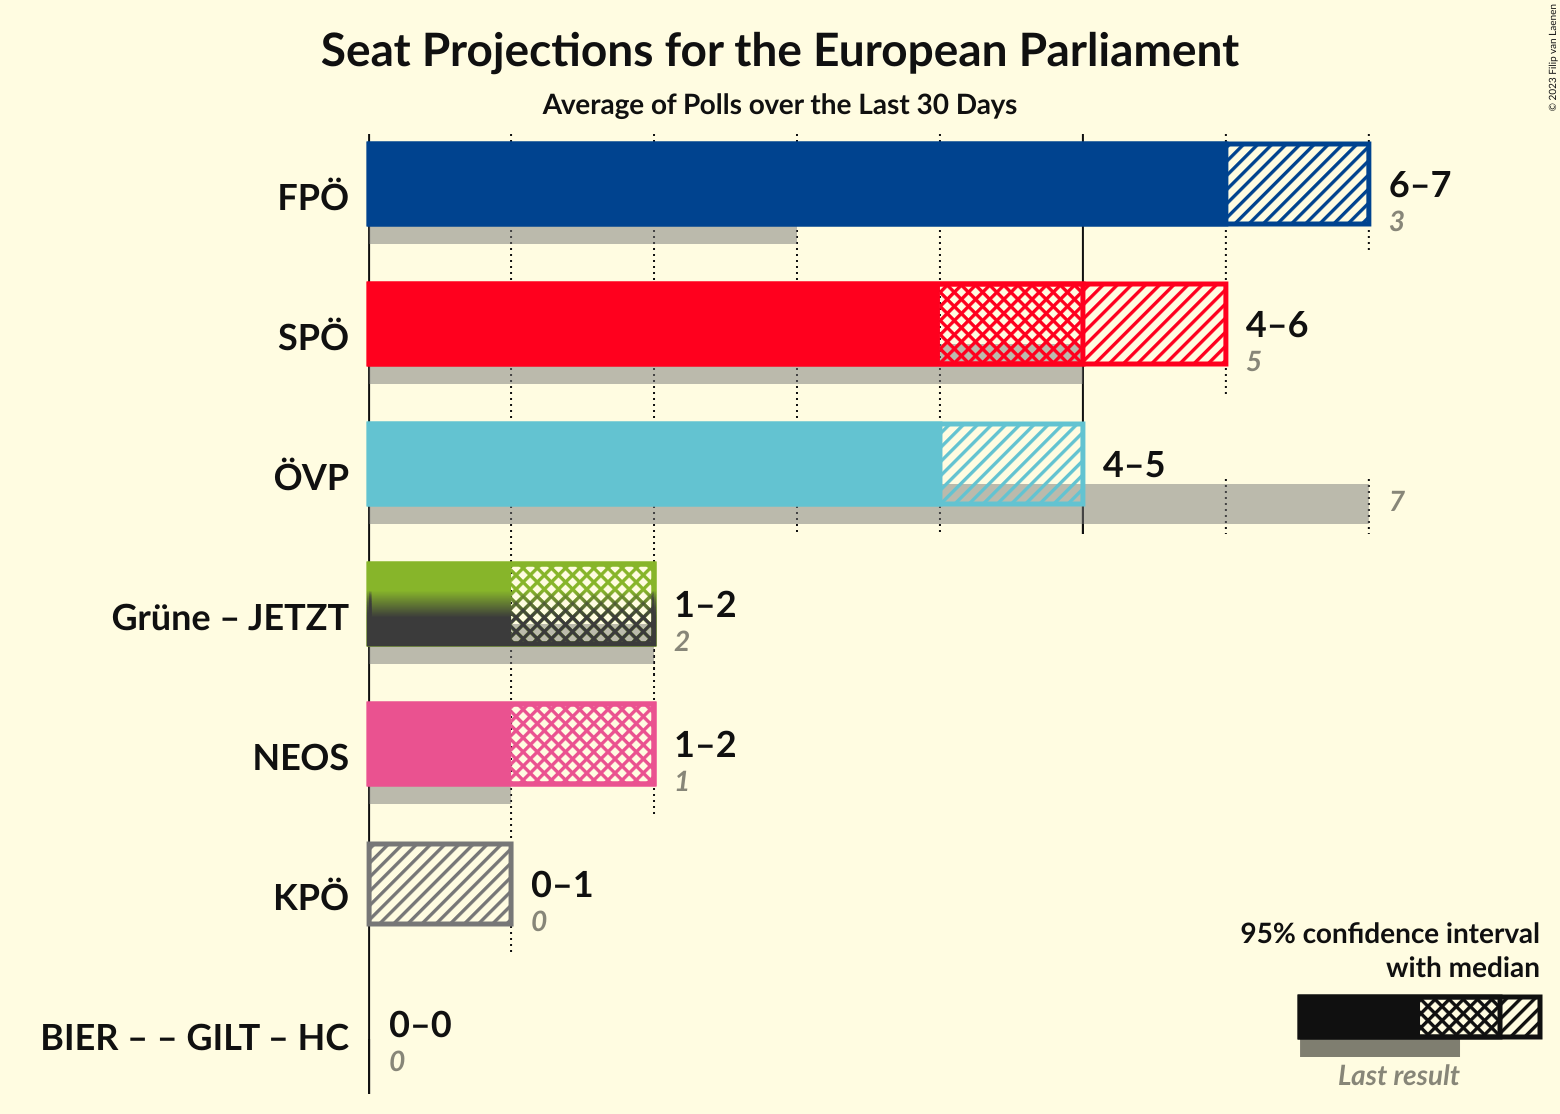 Seat Projections for the European Parliament
Average of Polls over the Last 30 Days
© 2023 Filip van Laenen
FPÖ
6–7
3
SPÖ
4–6
5
ÖVP
4–5
7
Grüne – JETZT
1–2
2
NEOS
1–2
1
KPÖ
0–1
0
BIER – – GILT – HC
0–0
0
95% confidence interval
with median
Last result